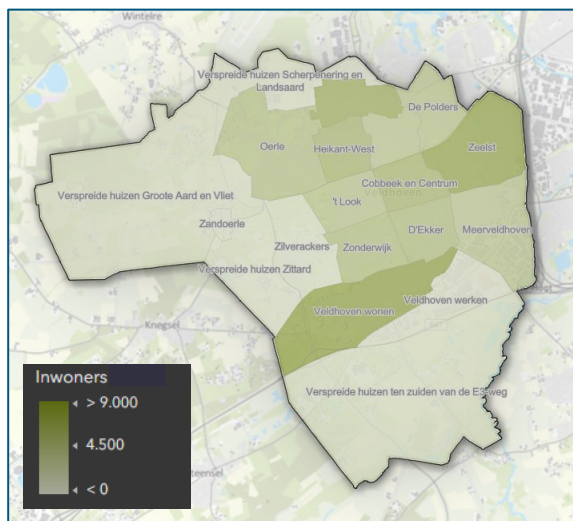 Wintelre
Verspreide huizen Scherpenering en
Landsaard
De Polders
Oerle
Heikant-West
Zeelst
Cobbeek en Centrum
Veldhoven
Verspreide huizen Groote Aard en Vliet
't Look
Zandoerle
D'Ekker
Meerveldhoven
Zilverackers
Zonderwijk
Verspreide huizen Zittard
Veldhoven werken
Veldhoven wonen
Knegsel
Verspreide huizen ten zuiden van de E3-weg
Inwoners
> 9.000
4.500
< 0